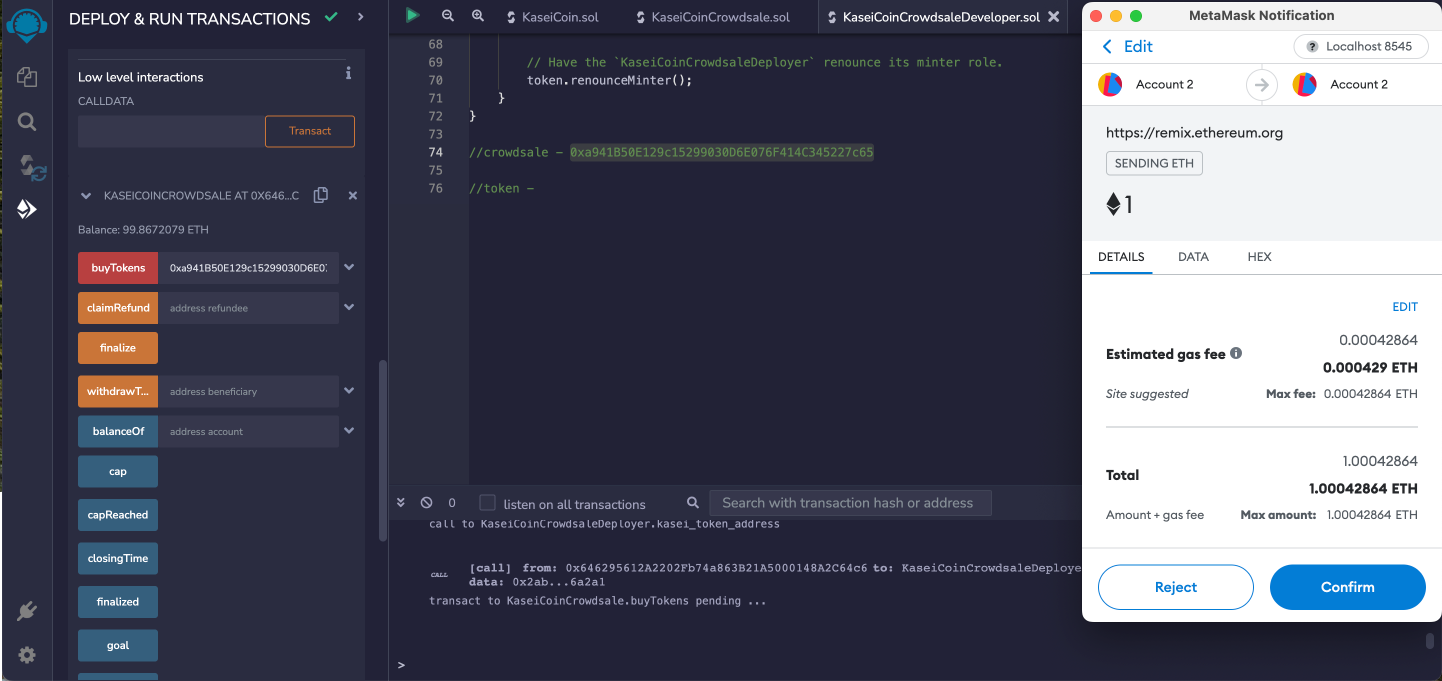 DEPLOY & RUN TRANSACTIONS
Low level interactions
CALLDATA
Transact
KASEICOINCROWDSALE AT 0X646...C
Balance: 99.8672079 ETH
buyTokens 0xa941B50E129c15299030D6E07
claimRefund address refundee
finalize
withdrawT... address beneficiary
balanceOf address account
cap
capReached
closingTime
finalized
goal
KaseiCoin.sol KaseiCoinCrowdsale.sol KaseiCoinCrowdsaleDeveloper.sol
68
69 // Have the `KaseiCoinCrowdsaleDeployer` renounce its minter role.
70 token.renounceMinter();
71 }
72 }
73
74 //crowdsale - 0xa941B50E129c15299030D6E076F414C345227c65
75
76 //token -
0 listen on all transactions Search with transaction hash or address
call to KaseiCoinCrowdsaleDeployer.kasei_token_address
CALL [call] from: 0x646295612A2202Fb74a863B21A5000148A2C64c6 to: KaseiCoinCrowdsaleDeploye
data: 0x2ab...6a2a1
transact to KaseiCoinCrowdsale.buyTokens pending ...
>
MetaMask Notification
Edit Localhost 8545
Account 2 Account 2
https://remix.ethereum.org
SENDING ETH
1
DETAILS DATA HEX
EDIT
0.00042864
Estimated gas fee 0.000429 ETH
Site suggested Max fee: 0.00042864 ETH
1.00042864
Total 1.00042864 ETH
Amount + gas fee Max amount: 1.00042864 ETH
Reject Confirm